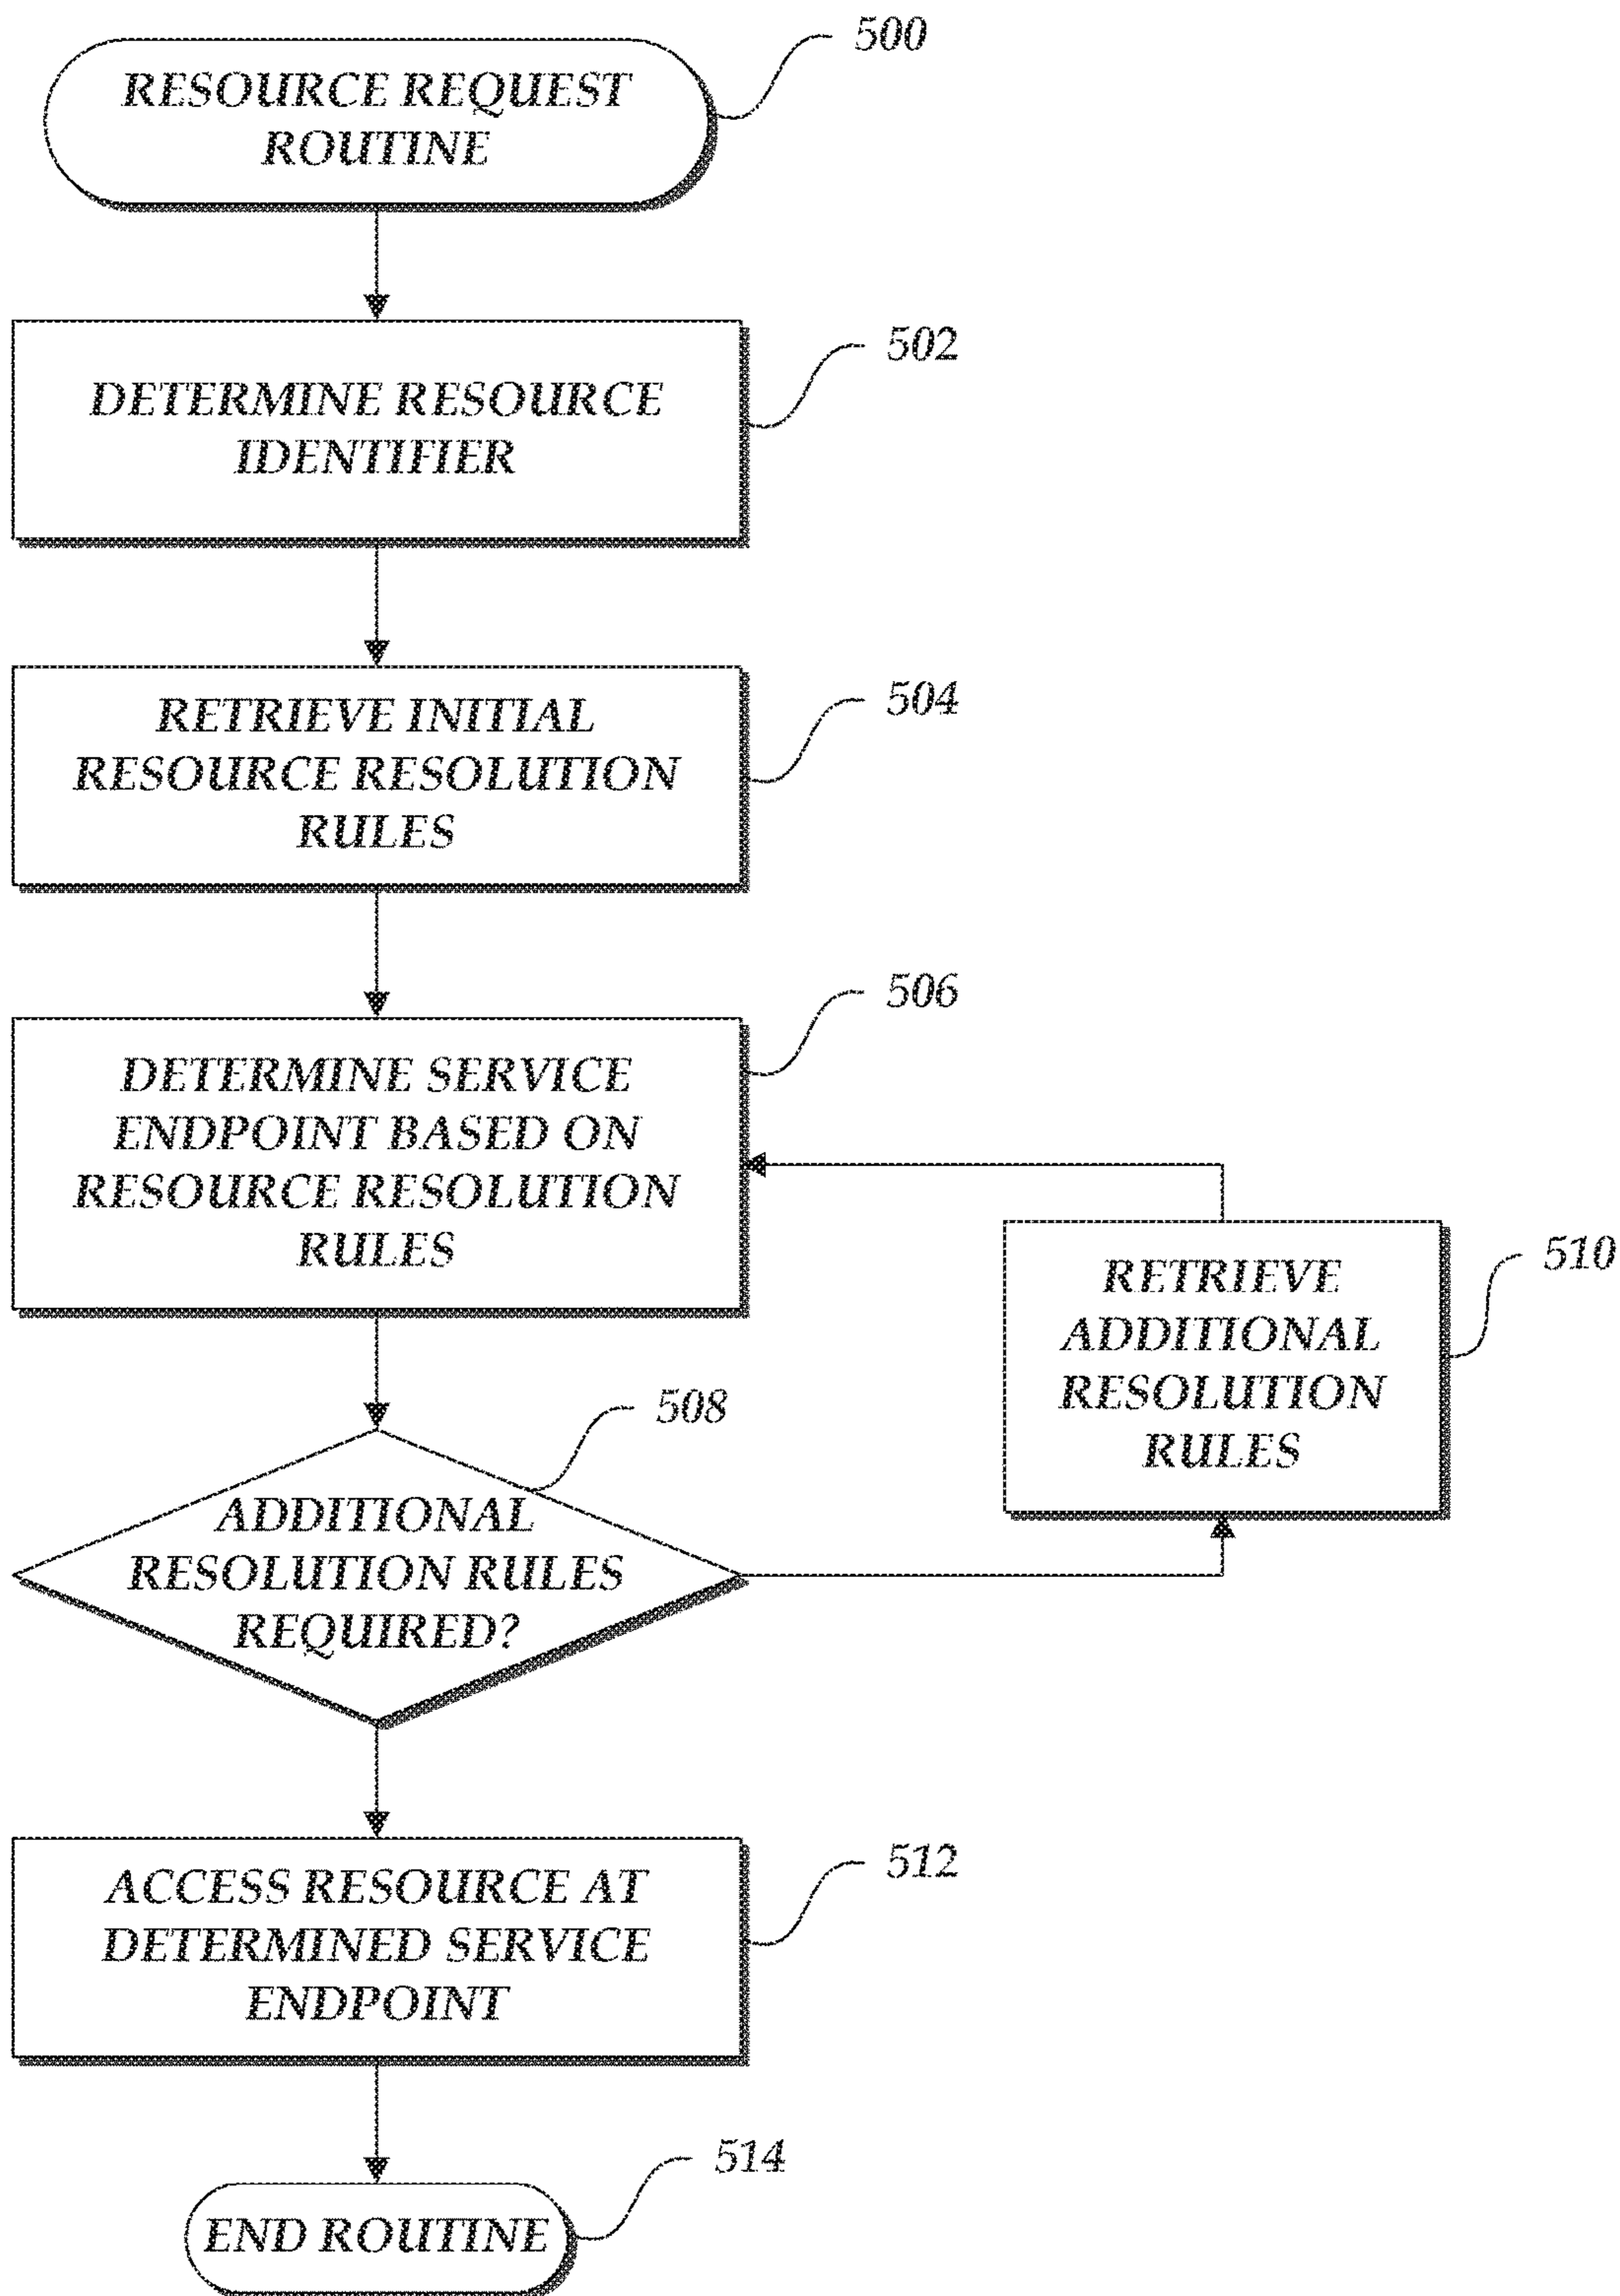 500
RESOURCE REQUEST
ROUTINE
502
DETERMINE RESOURCE
IDENTIFIER
504
RETRIEVE INITIAL
RESOURCE RESOLUTION
RULES
506
DETERMINE SERVICE
ENDPOINT BASED ON
RESOURCE RESOLUTION
RULES
510
RETRIEVE
ADDITIONAL
RESOLUTION
RULES
508
ADDITIONAL
RESOLUTION RULES
REQUIRED?
512
ACCESS RESOURCE AT
DETERMINED SERVICE
ENDPOINT
514
END ROUTINE